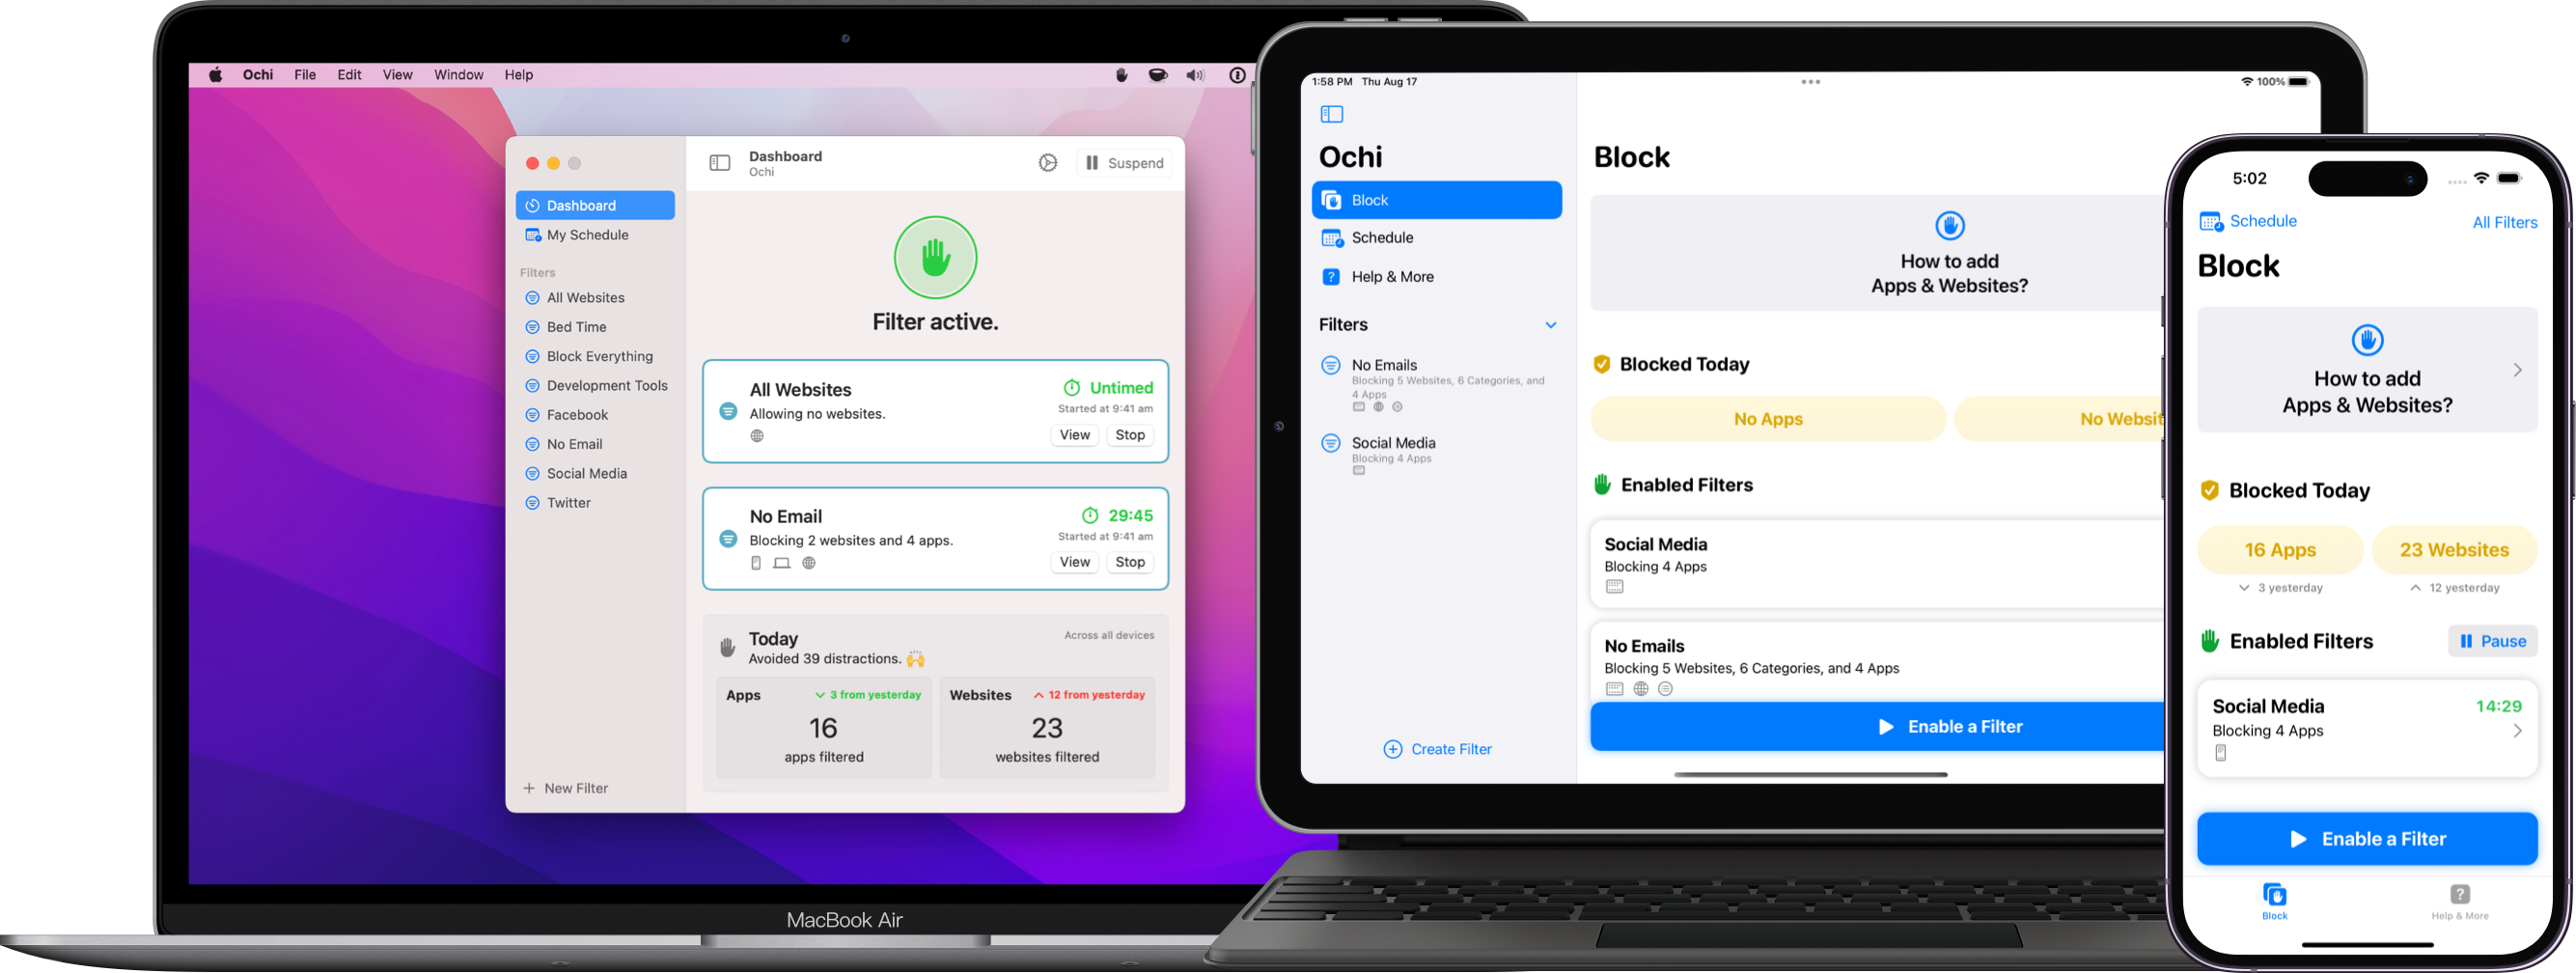 Ochi File Edit View Window Help
Dashboard
Ochi
Suspend
Dashboard
My Schedule
Filters
All Websites
Bed Time
Block Everything
Development Tools
Facebook
No Email
Social Media
Twitter
New Filter
Filter active.
All Websites
Untimed
Allowing no websites.
Started at 9:41 am
View Stop
No Email
29:45
Blocking 2 websites and 4 apps.
Started at 9:41 am
View Stop
Today
Across all devices
Avoided 39 distractions. 🙌
Apps
3 from yesterday
16
apps filtered
Websites
12 from yesterday
23
websites filtered
MacBook Air
1:58 PM Thu Aug 17
100%
Ochi
Block
Schedule
Help & More
Filters
No Emails
Blocking 5 Websites, 6 Categories, and
4 Apps
Social Media
Blocking 4 Apps
Create Filter
Block
How to add
Apps & Websites?
Blocked Today
No Apps
No
Enabled Filters
Social Media
Blocking 4 Apps
No Emails
Blocking 5 Websites, 6 Categories, and 4 Apps
Enable a Filter
5:02
Schedule
All Filters
Block
How to add
Apps & Websites?
Blocked Today
16 Apps
23 Websites
3 yesterday
12 yesterday
Enabled Filters
Pause
Social Media
14:29
Blocking 4 Apps
Enable a Filter
Block
Help & More